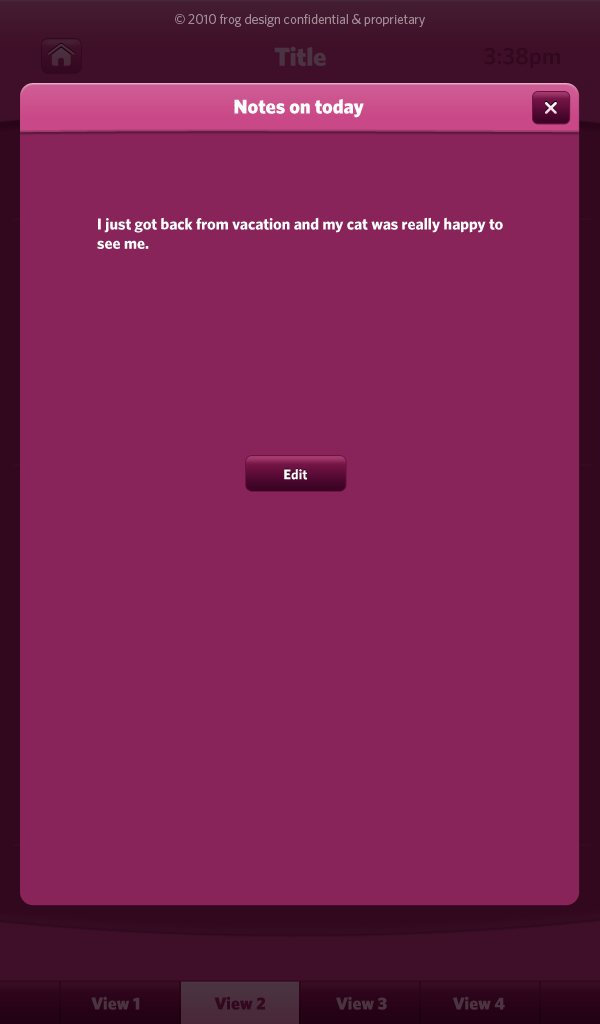 © 2010 frog design confidential & proprietary
Title
3:38pm
Notes on today
I just got back from vacation and my cat was really happy to
see me.
Edit
View 1
View 2
View 3
View 4